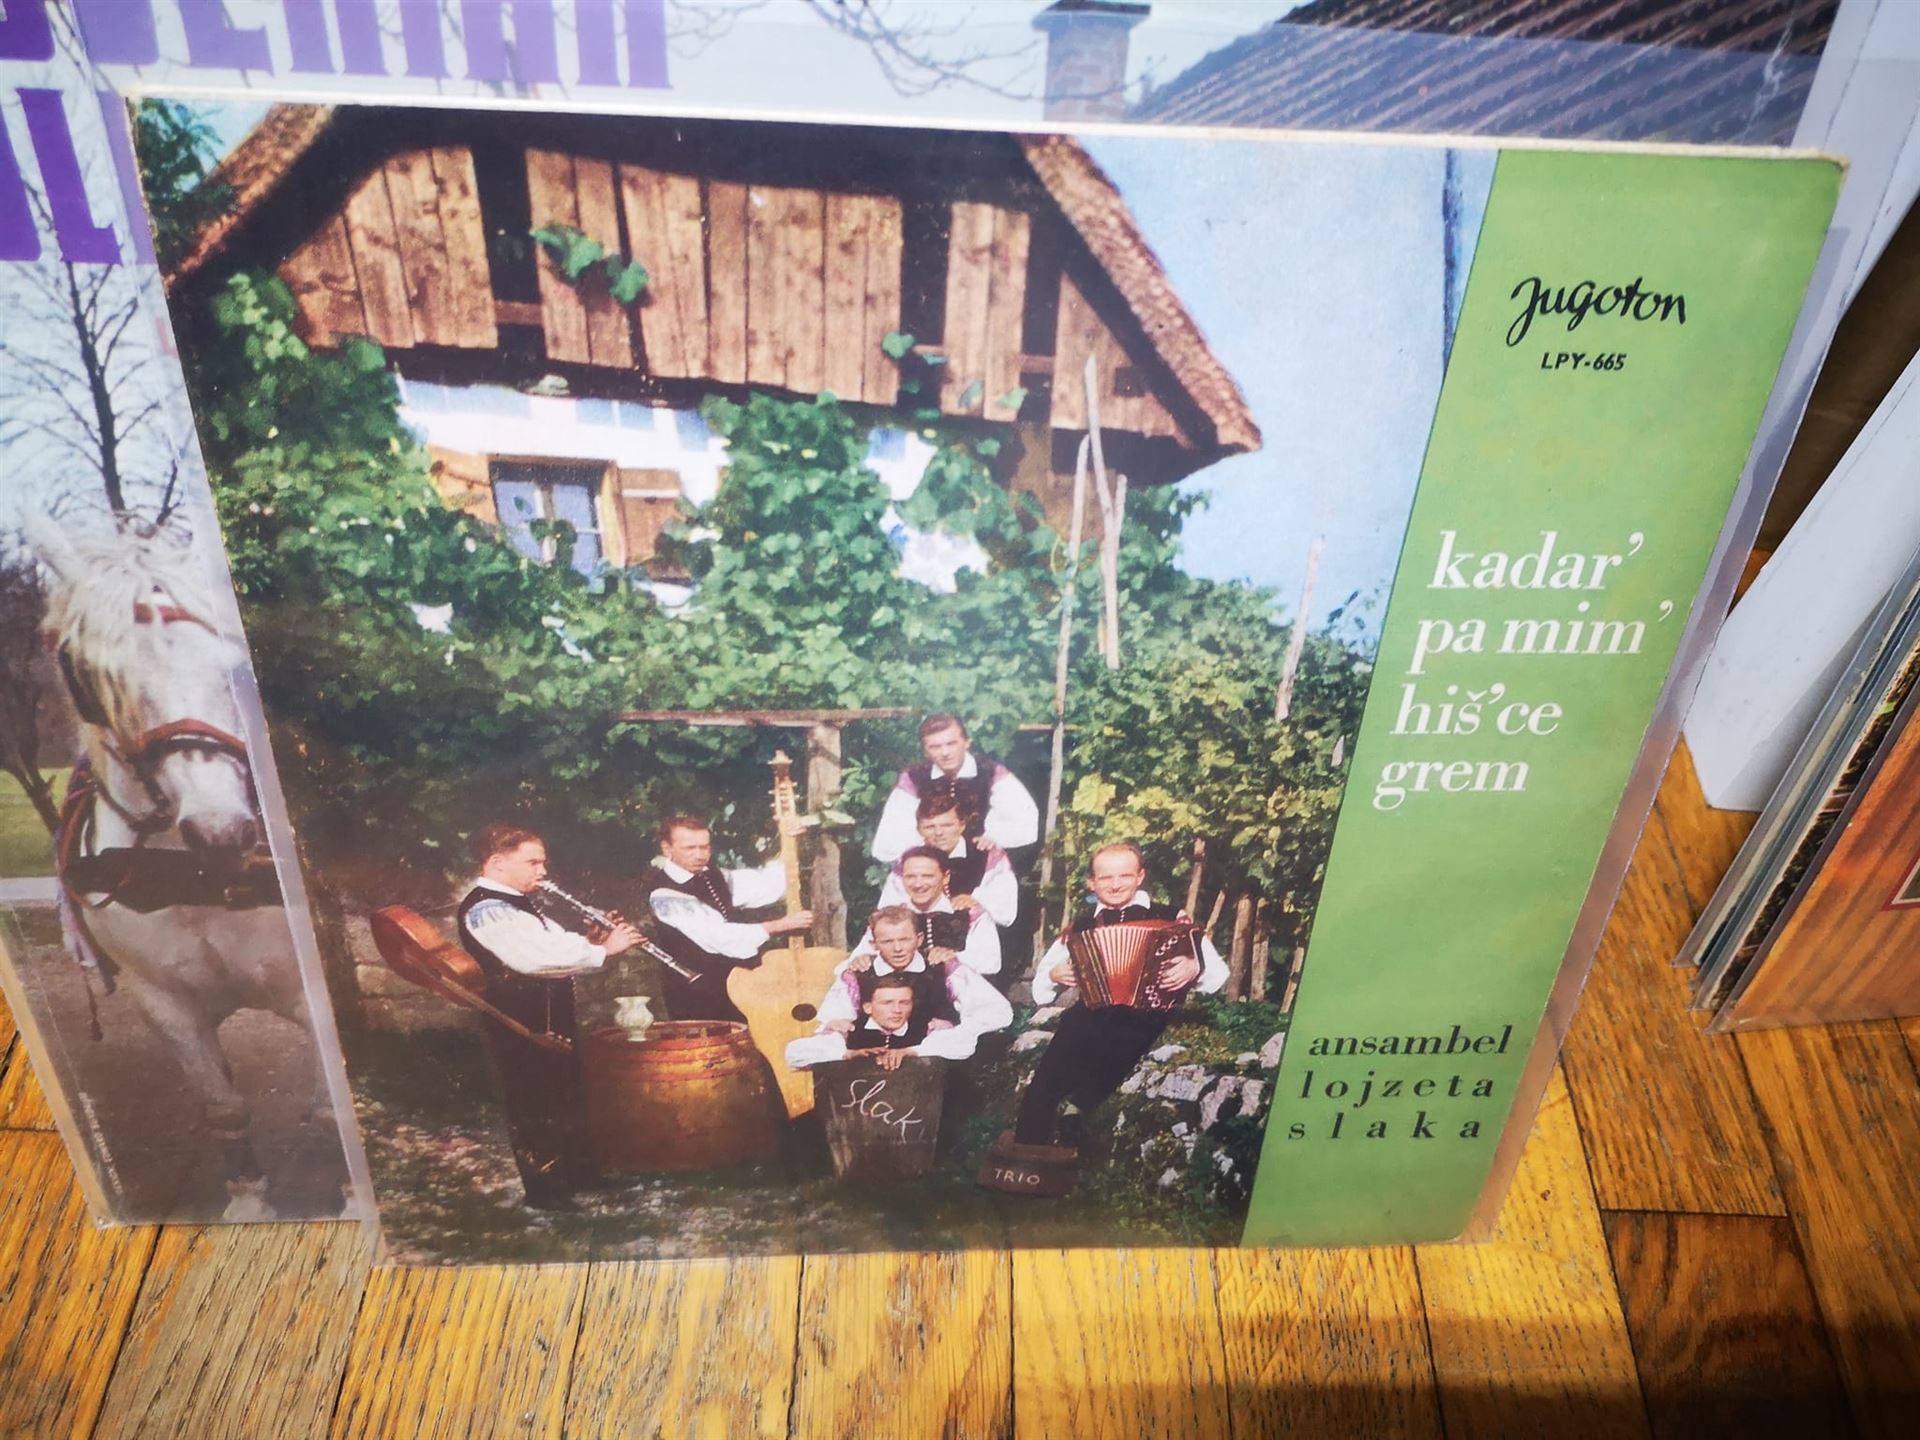 Jugoton
LPY-665
kadar'
pa mim'
hiš'ce
grem
ansambel
lojzeta
slaka
Slak
TRIO